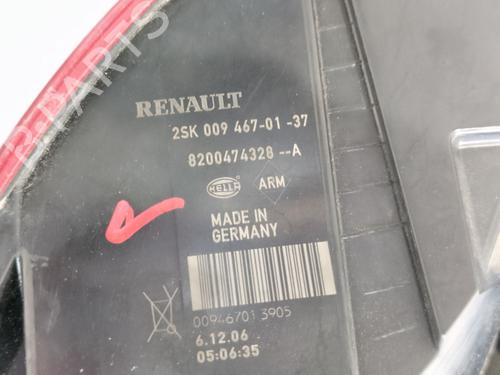 B-PARTS
RENAULT
2SK 009 467-01 -37
8200474328 --A
HELLA ARM
MADE IN
GERMANY
00946701 3905
6.12.06
05:06:35